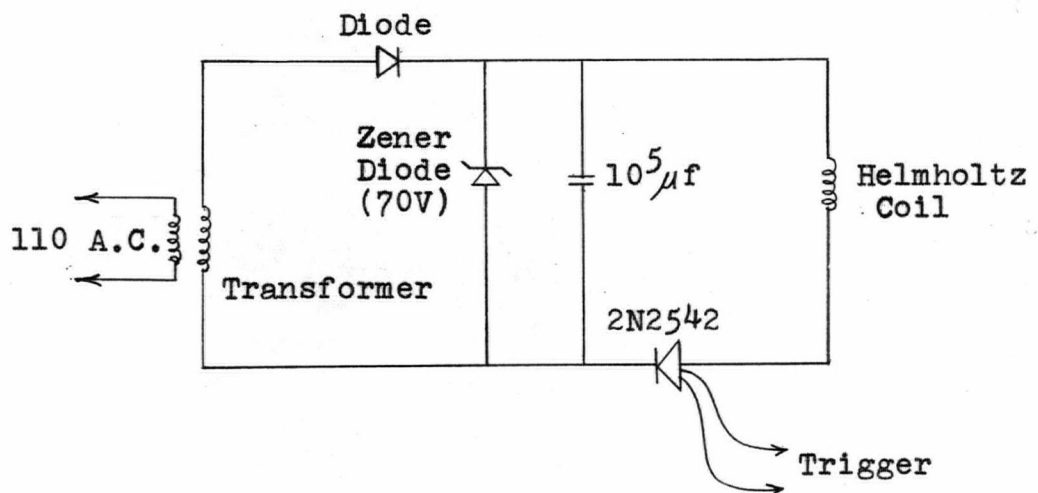 Diode
Zener
Diode
(70V)
10⁵μf
Helmholtz
Coil
110 A.C.
Transformer
2N2542
Trigger